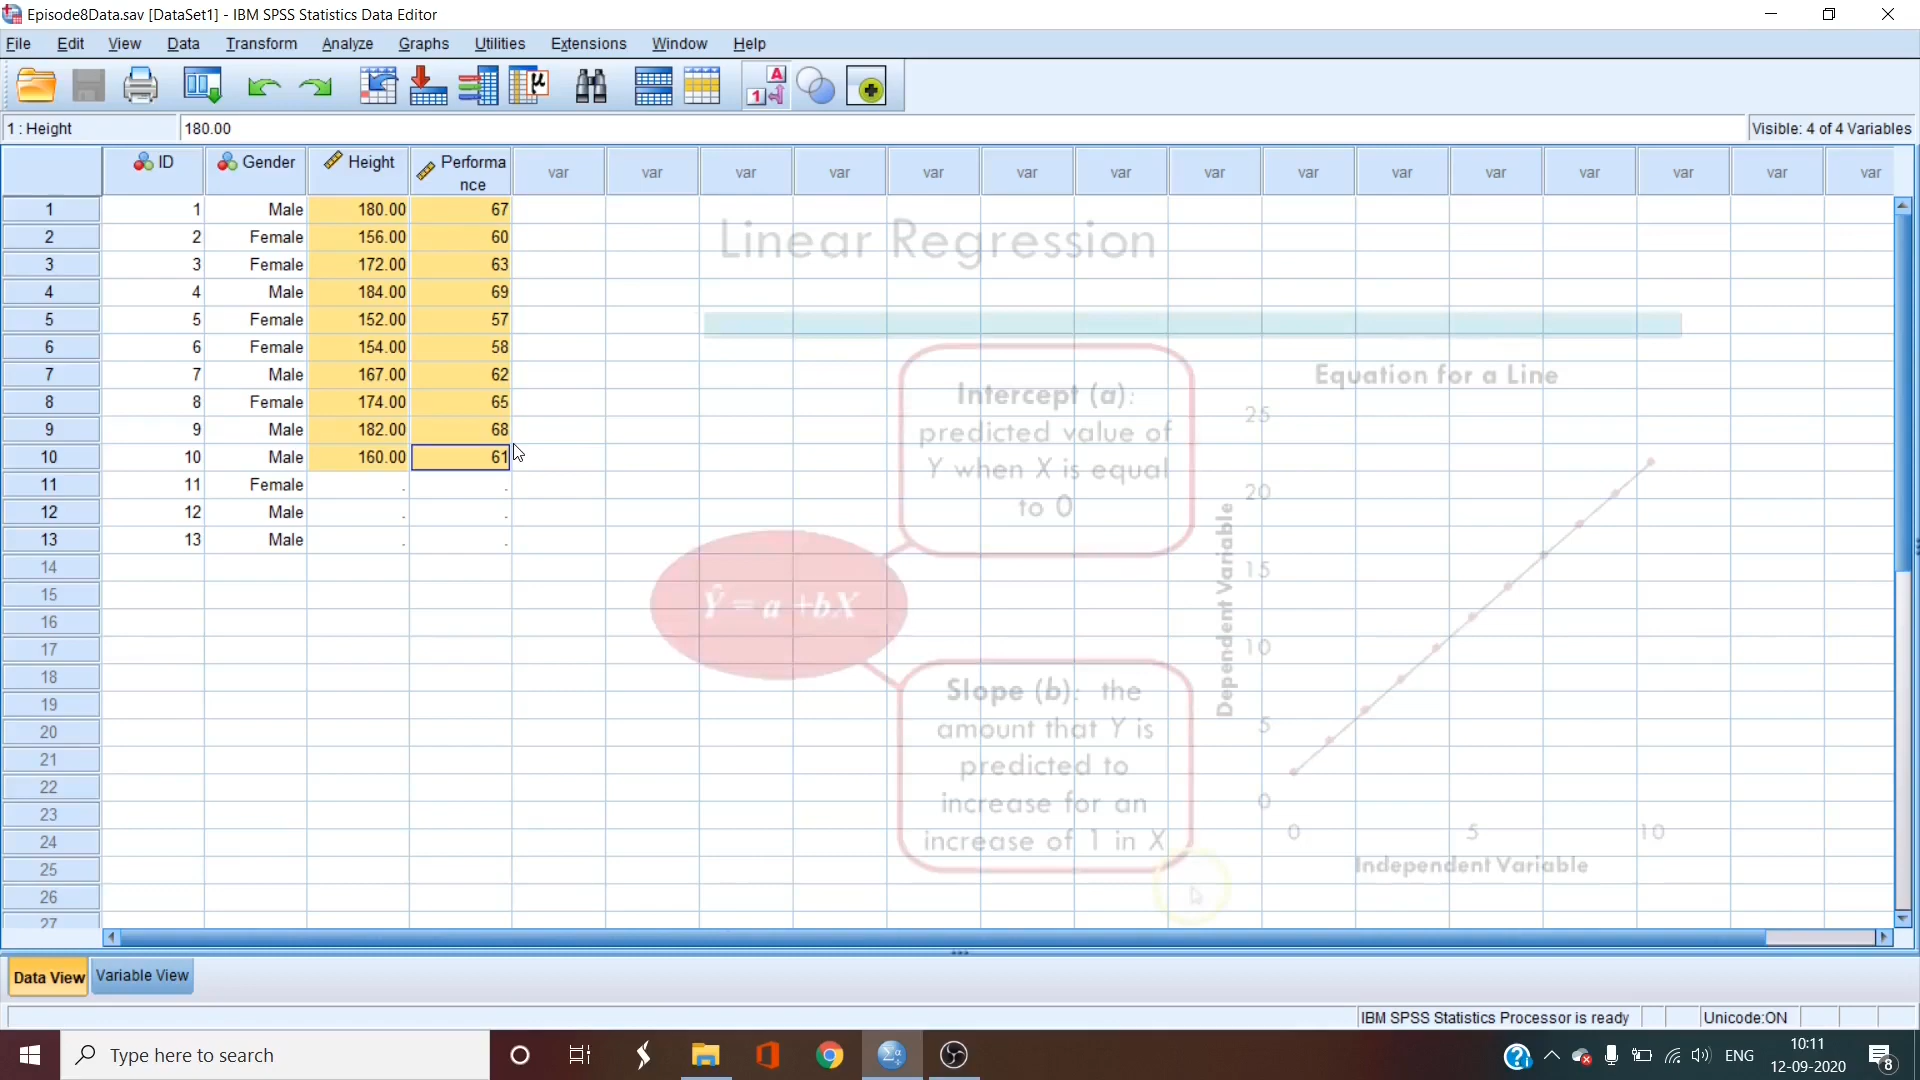 Episode8Data.sav [DataSet1] - IBM SPSS Statistics Data Editor
File Edit View Data Transform Analyze Graphs Utilities Extensions Window Help
A
1
μ
1 : Height 180.00 Visible: 4 of 4 Variables
ID Gender Height Performa
nce
var var var var var var var var var var var var var var var
1 1 Male 180.00 67
2 2 Female 156.00 60
3 3 Female 172.00 63
4 4 Male 184.00 69
5 5 Female 152.00 57
6 6 Female 154.00 58
7 7 Male 167.00 62
8 8 Female 174.00 65
9 9 Male 182.00 68
10 10 Male 160.00 61
11 11 Female . .
12 12 Male . .
13 13 Male . .
14
15
16
17
18
19
20
21
22
23
24
25
26
27
Linear Regression
Intercept (a):
predicted value of
Y when X is equal
to 0
Ŷ = a +bX
Slope (b): the
amount that Y is
predicted to
increase for an
increase of 1 in X
Equation for a Line
25
20
15
10
5
0
Dependent Variable
0 5 10
Independent Variable
Data View Variable View
IBM SPSS Statistics Processor is ready Unicode:ON
Type here to search
Σα
ENG
10:11
12-09-2020
8